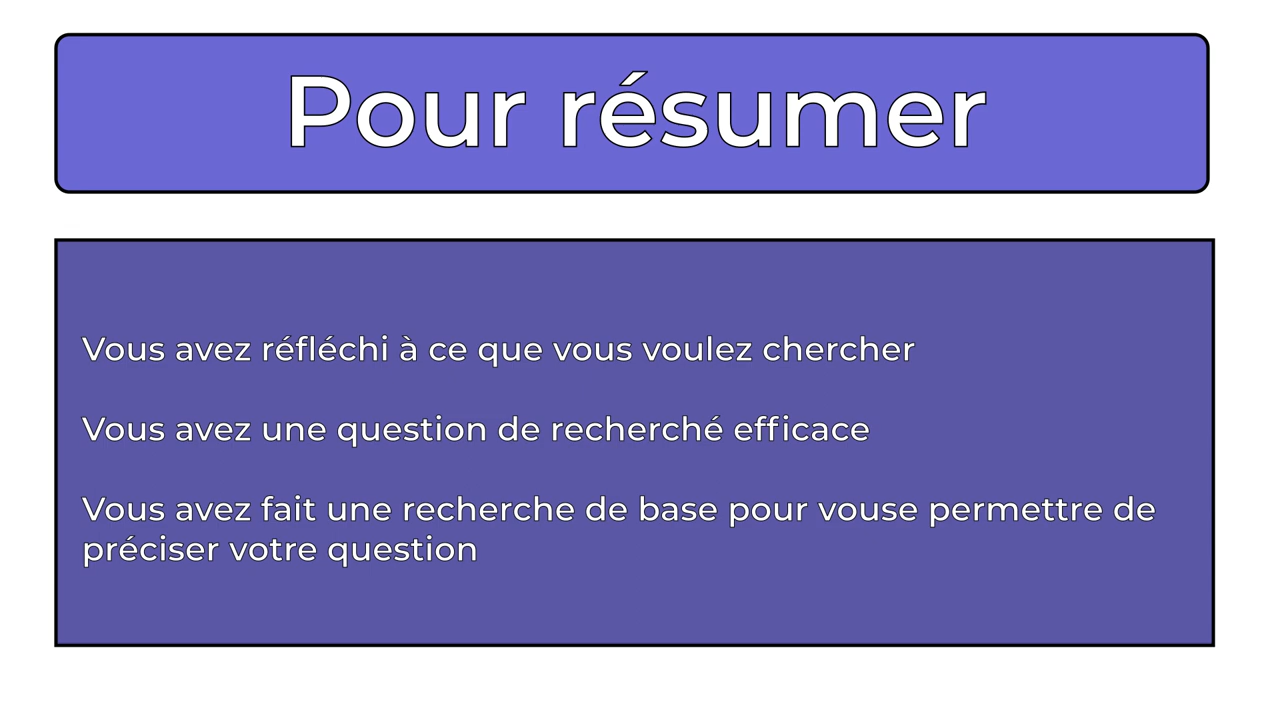 Pour résumer
Vous avez réfléchi à ce que vous voulez chercher
Vous avez une question de recherché efficace
Vous avez fait une recherche de base pour vouse permettre de
préciser votre question